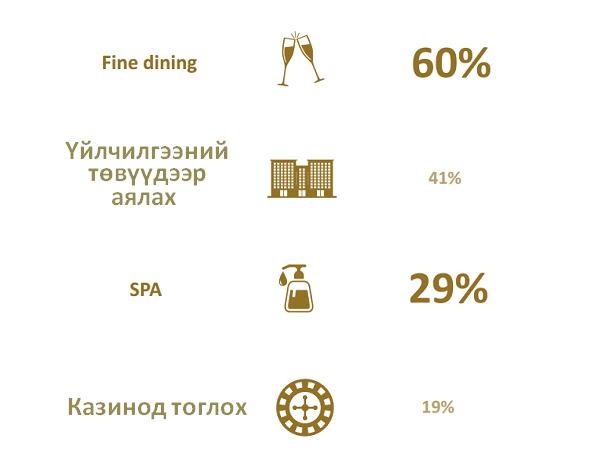 Fine dining
60%
Үйлчилгээний
төвүүдээр
аялах
41%
SPA
29%
Казинод тоглох
19%